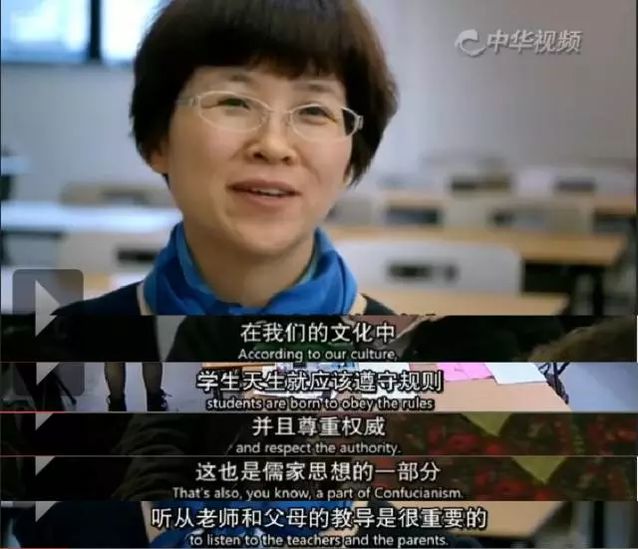 中华视频
在我们的文化中
According to our culture,
学生天生就应该遵守规则
students are born to obey the rules
并且尊重权威
and respect the authority.
这也是儒家思想的一部分
That's also, you know, a part of Confucianism.
听从老师和父母的教导是很重要的
to listen to the teachers and the parents.